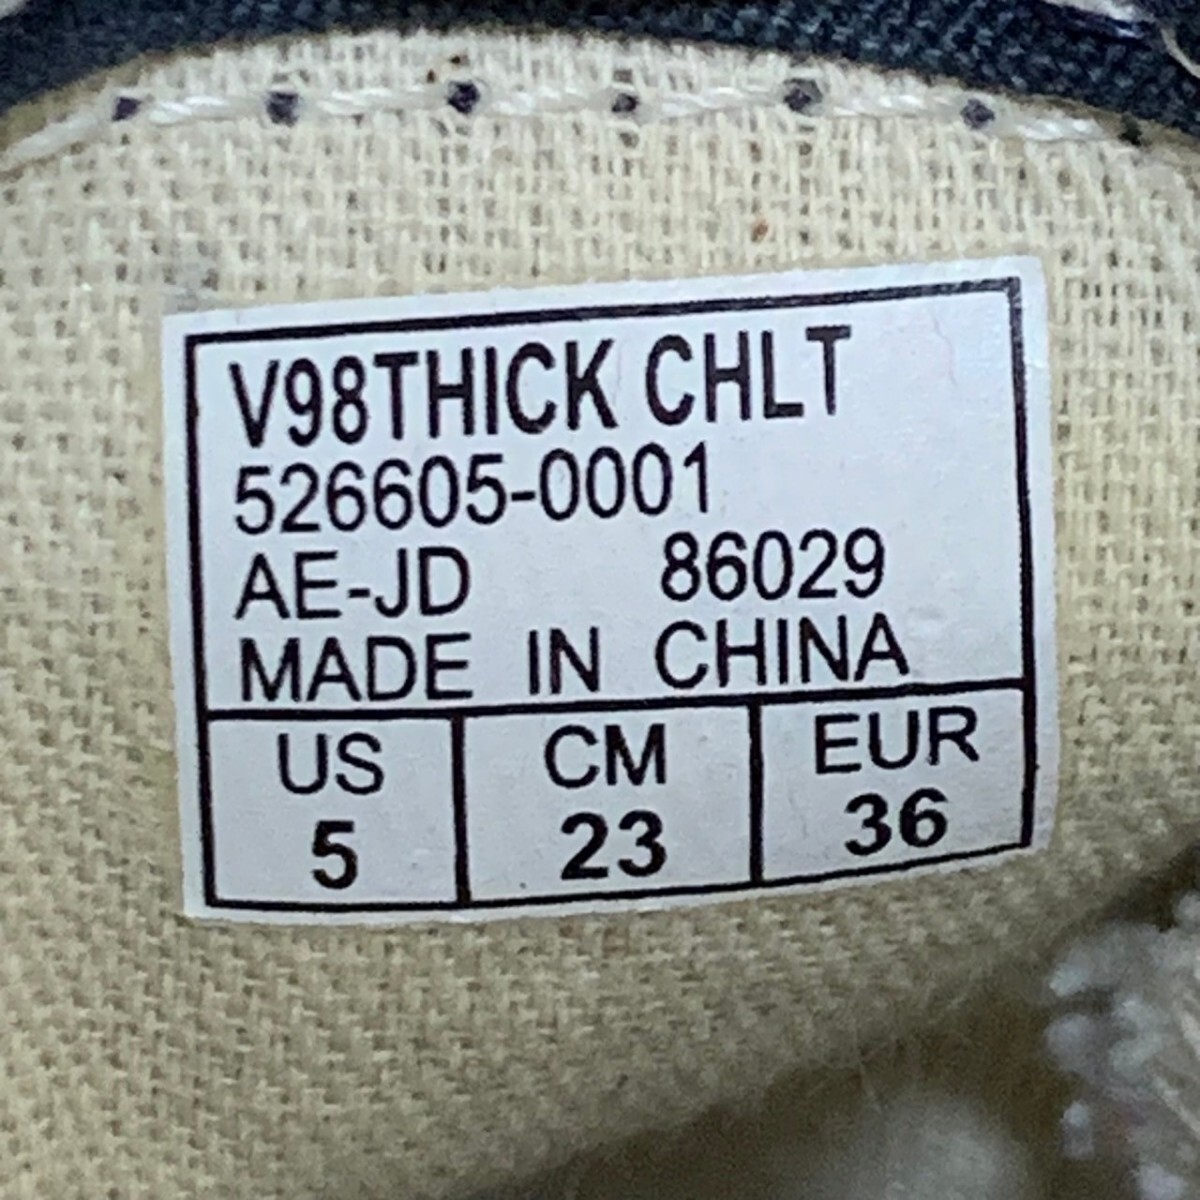 V98THICK CHLT
526605-0001
AE-JD 86029
MADE IN CHINA
US CM EUR
5 23 36